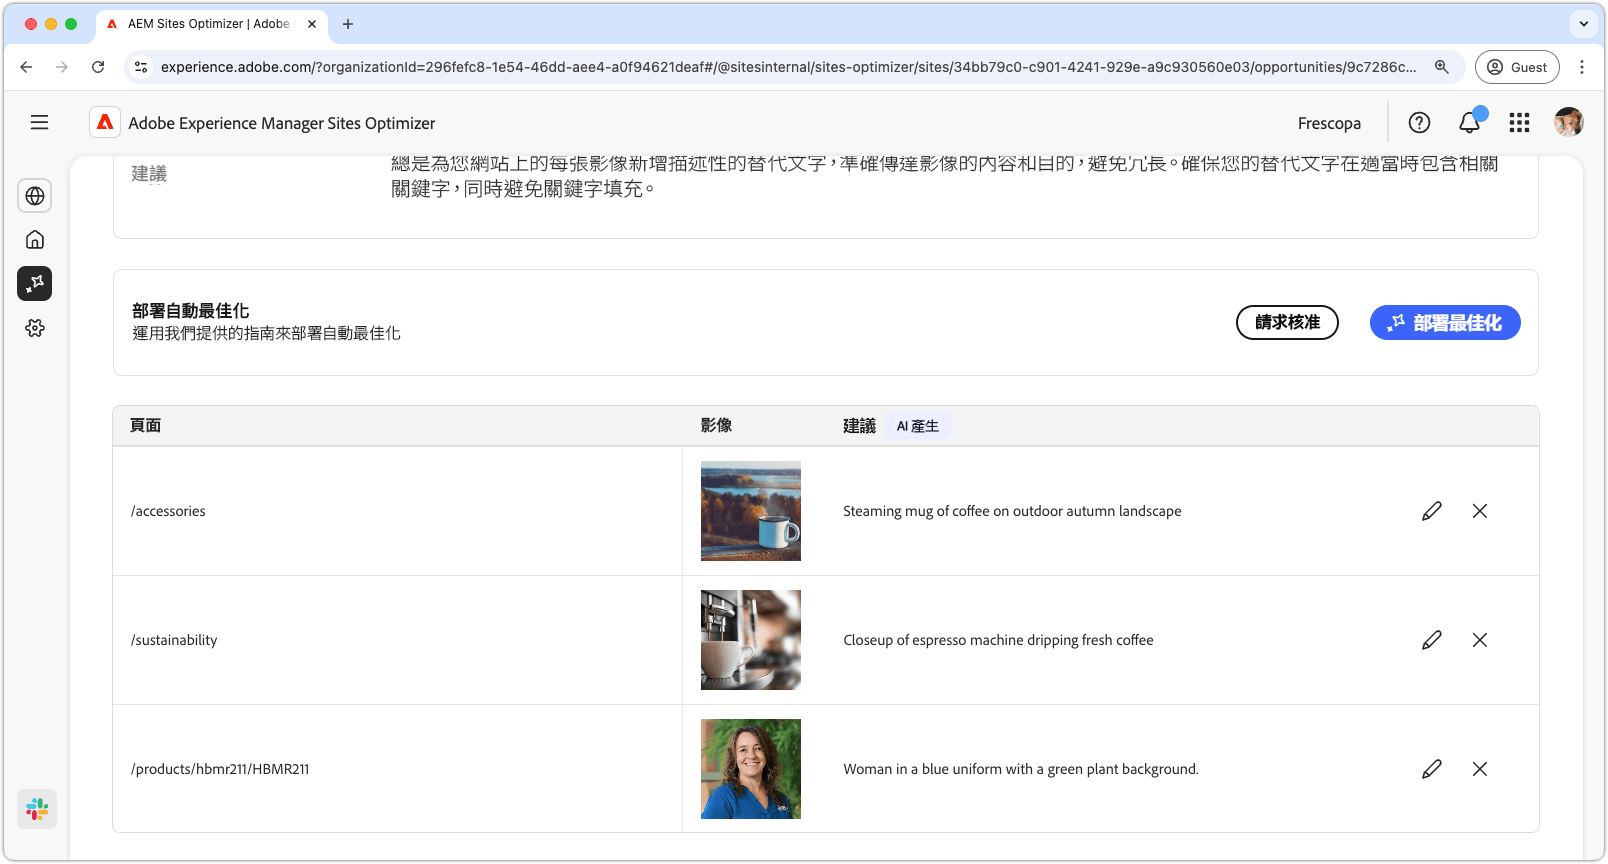 AEM Sites Optimizer | Adobe
experience.adobe.com/?organizationId=296fefc8-1e54-46dd-aee4-a0f94621deaf#/@sitesinternal/sites-optimizer/sites/34bb79c0-c901-4241-929e-a9c930560e03/opportunities/9c7286c...
Guest
Adobe Experience Manager Sites Optimizer
Frescopa
建議
總是為您網站上的每張影像新增描述性的替代文字，準確傳達影像的內容和目的，避免冗長。確保您的替代文字在適當時包含相關
關鍵字，同時避免關鍵字填充。
部署自動最佳化
運用我們提供的指南來部署自動最佳化
請求核准
部署最佳化
頁面
影像
建議
AI 產生
/accessories
Steaming mug of coffee on outdoor autumn landscape
/sustainability
Closeup of espresso machine dripping fresh coffee
/products/hbmr211/HBMR211
Woman in a blue uniform with a green plant background.